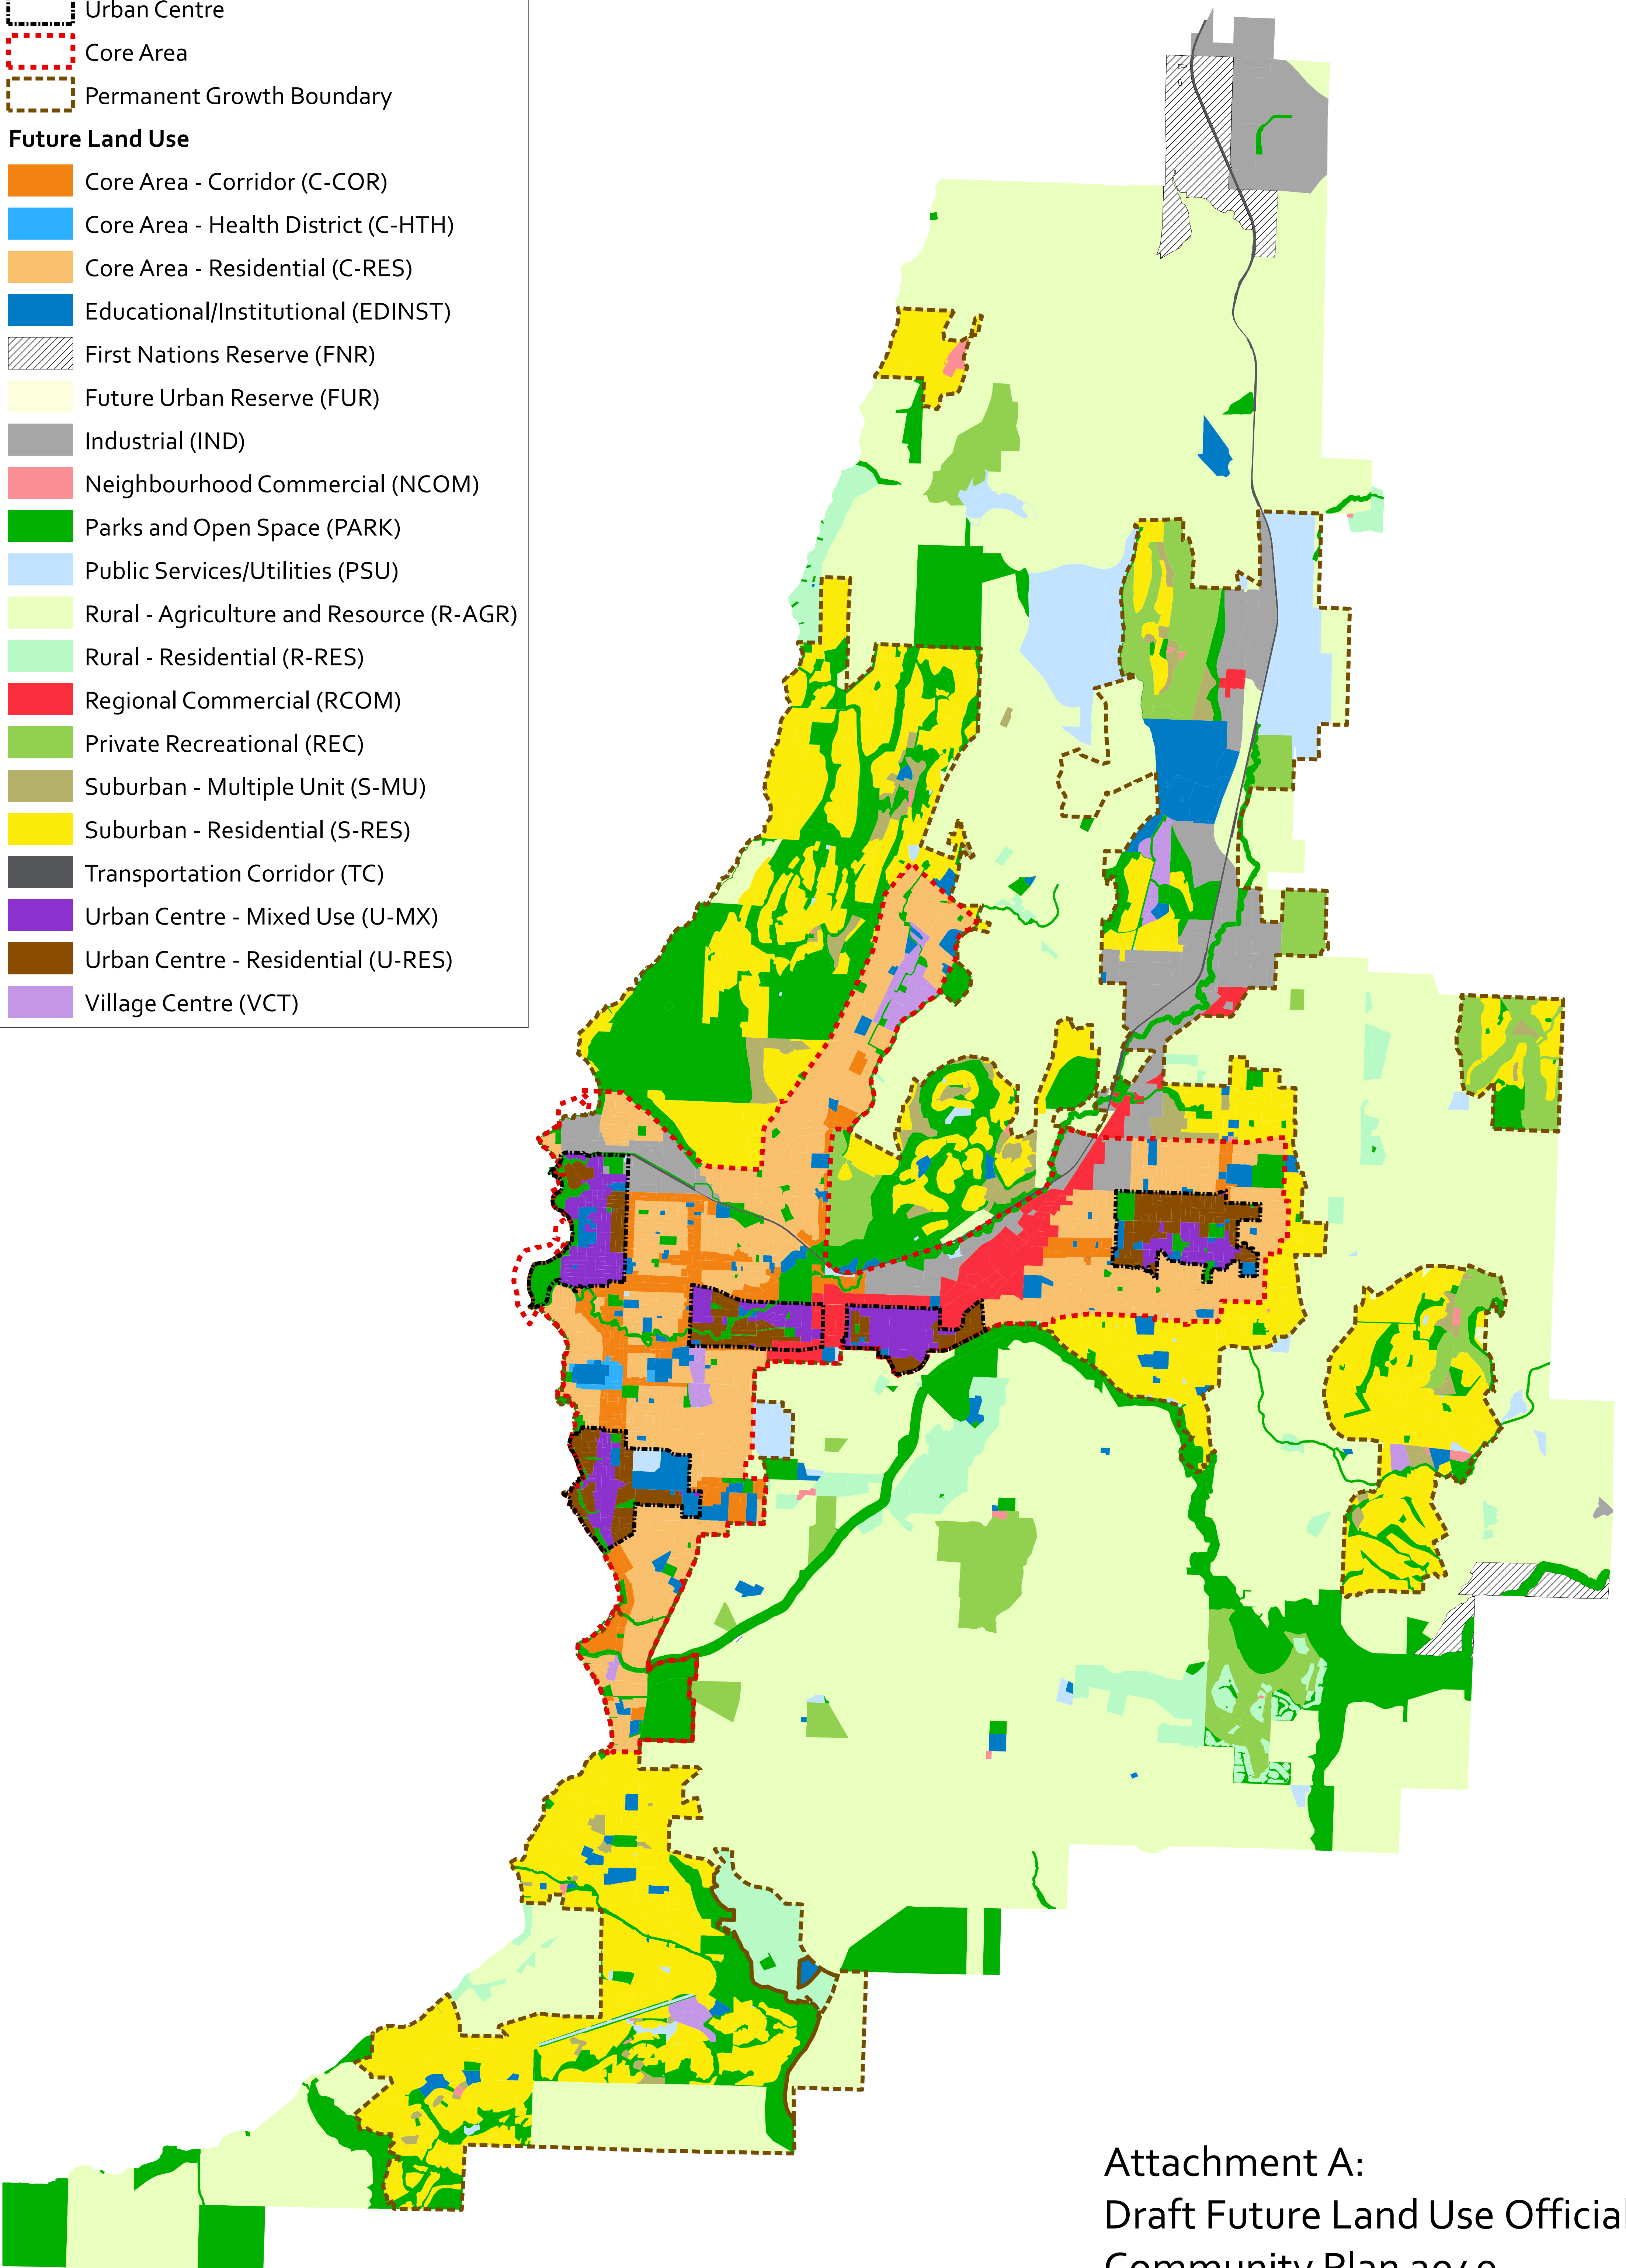 Urban Centre
Core Area
Permanent Growth Boundary
Future Land Use
Core Area - Corridor (C-COR)
Core Area - Health District (C-HTH)
Core Area - Residential (C-RES)
Educational/Institutional (EDINST)
First Nations Reserve (FNR)
Future Urban Reserve (FUR)
Industrial (IND)
Neighbourhood Commercial (NCOM)
Parks and Open Space (PARK)
Public Services/Utilities (PSU)
Rural - Agriculture and Resource (R-AGR)
Rural - Residential (R-RES)
Regional Commercial (RCOM)
Private Recreational (REC)
Suburban - Multiple Unit (S-MU)
Suburban - Residential (S-RES)
Transportation Corridor (TC)
Urban Centre - Mixed Use (U-MX)
Urban Centre - Residential (U-RES)
Village Centre (VCT)
Attachment A:
Draft Future Land Use Official
Community Plan 2040